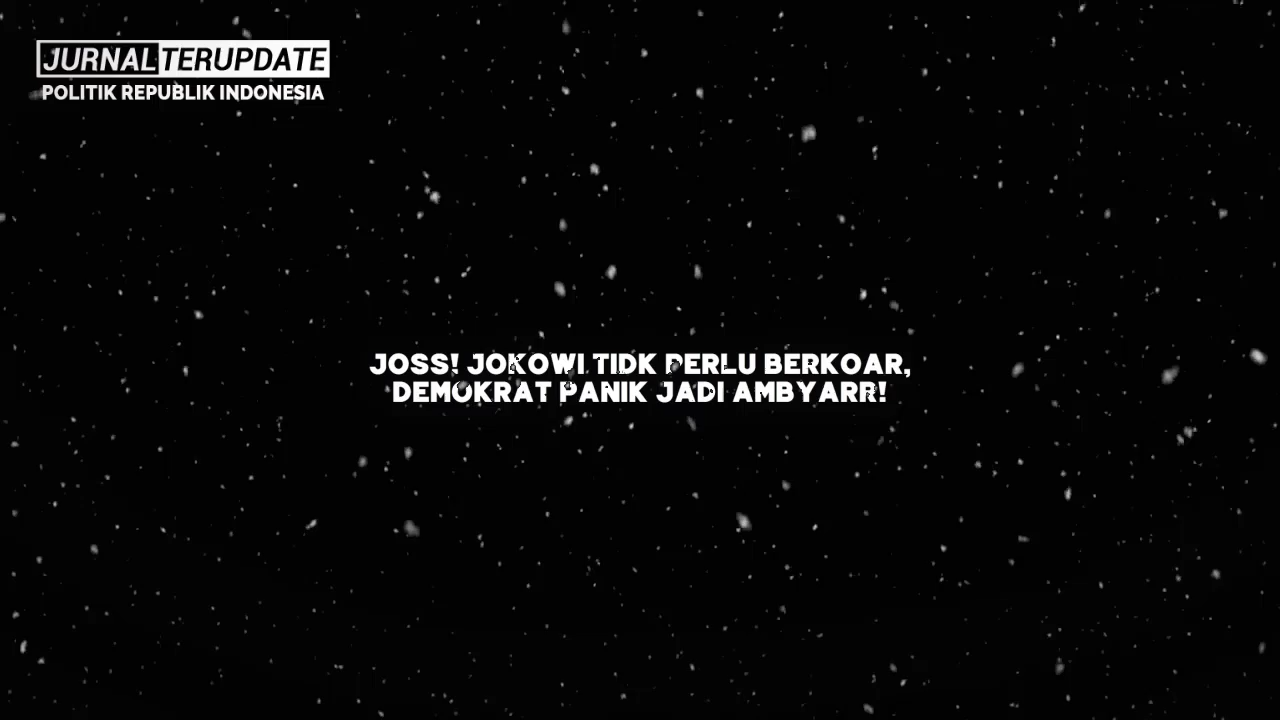 JURNALTERUPDATE
POLITIK REPUBLIK INDONESIA
JOSS! JOKOWI TIDK PERLU BERKOAR,
DEMOKRAT PANIK JADI AMBYARR!